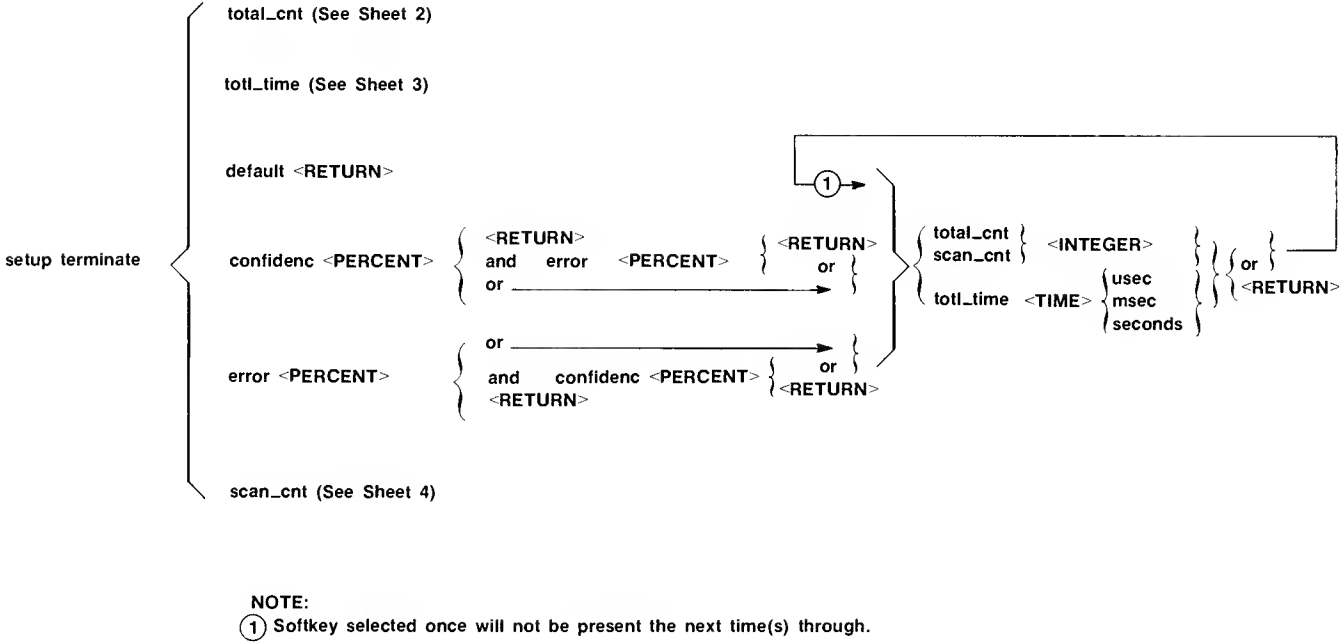 total_cnt (See Sheet 2)
totl_time (See Sheet 3)
default <RETURN>
1
setup terminate
confidenc <PERCENT>
<RETURN>
and error <PERCENT>
or
<RETURN>
or
total_cnt
scan_cnt
<INTEGER>
totl_time <TIME>
usec
msec
seconds
or
<RETURN>
error <PERCENT>
or
and confidenc <PERCENT>
<RETURN>
or
<RETURN>
scan_cnt (See Sheet 4)
NOTE:
1 Softkey selected once will not be present the next time(s) through.